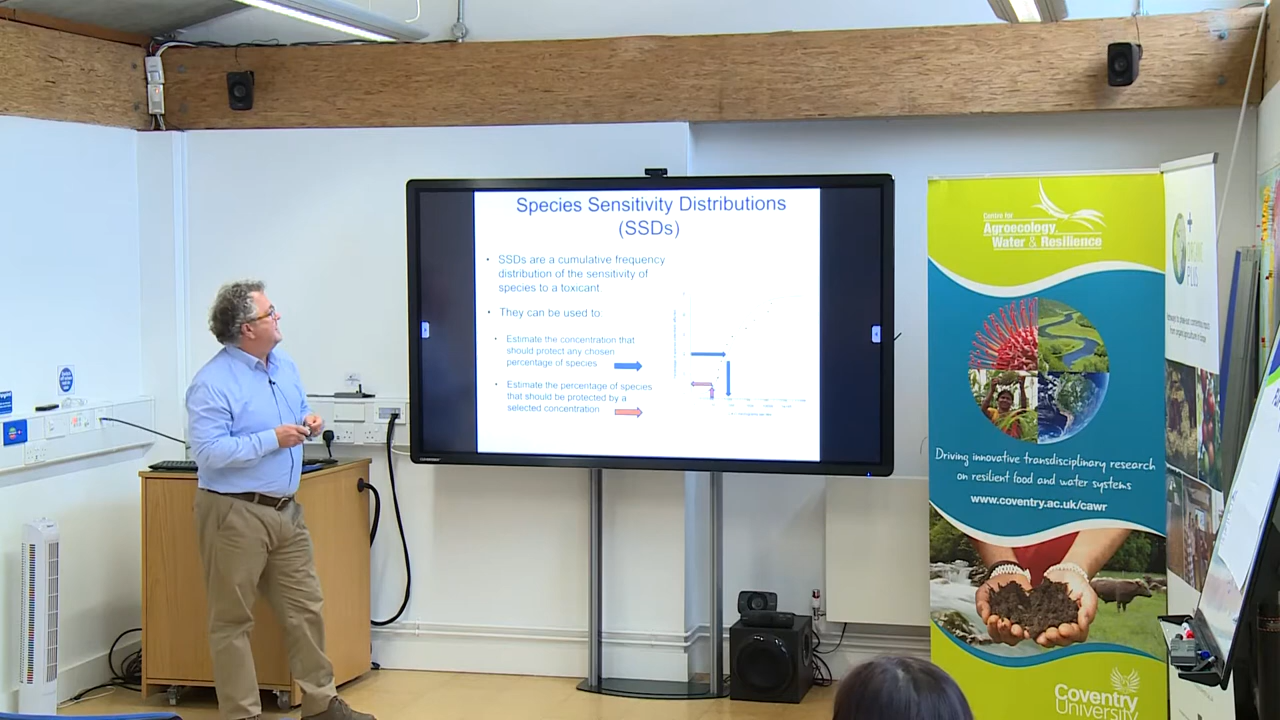 Species Sensitivity Distributions
(SSDs)
• SSDs are a cumulative frequency
distribution of the sensitivity of
species to a toxicant
• They can be used to
• Estimate the concentration that
should protect any chosen
percentage of species
• Estimate the percentage of species
that should be protected by a
selected concentration
Centre for
Agroecology,
Water & Resilience
Driving innovative transdisciplinary research
on resilient food and water systems
www.coventry.ac.uk/cawr
Coventry
University
PLUS